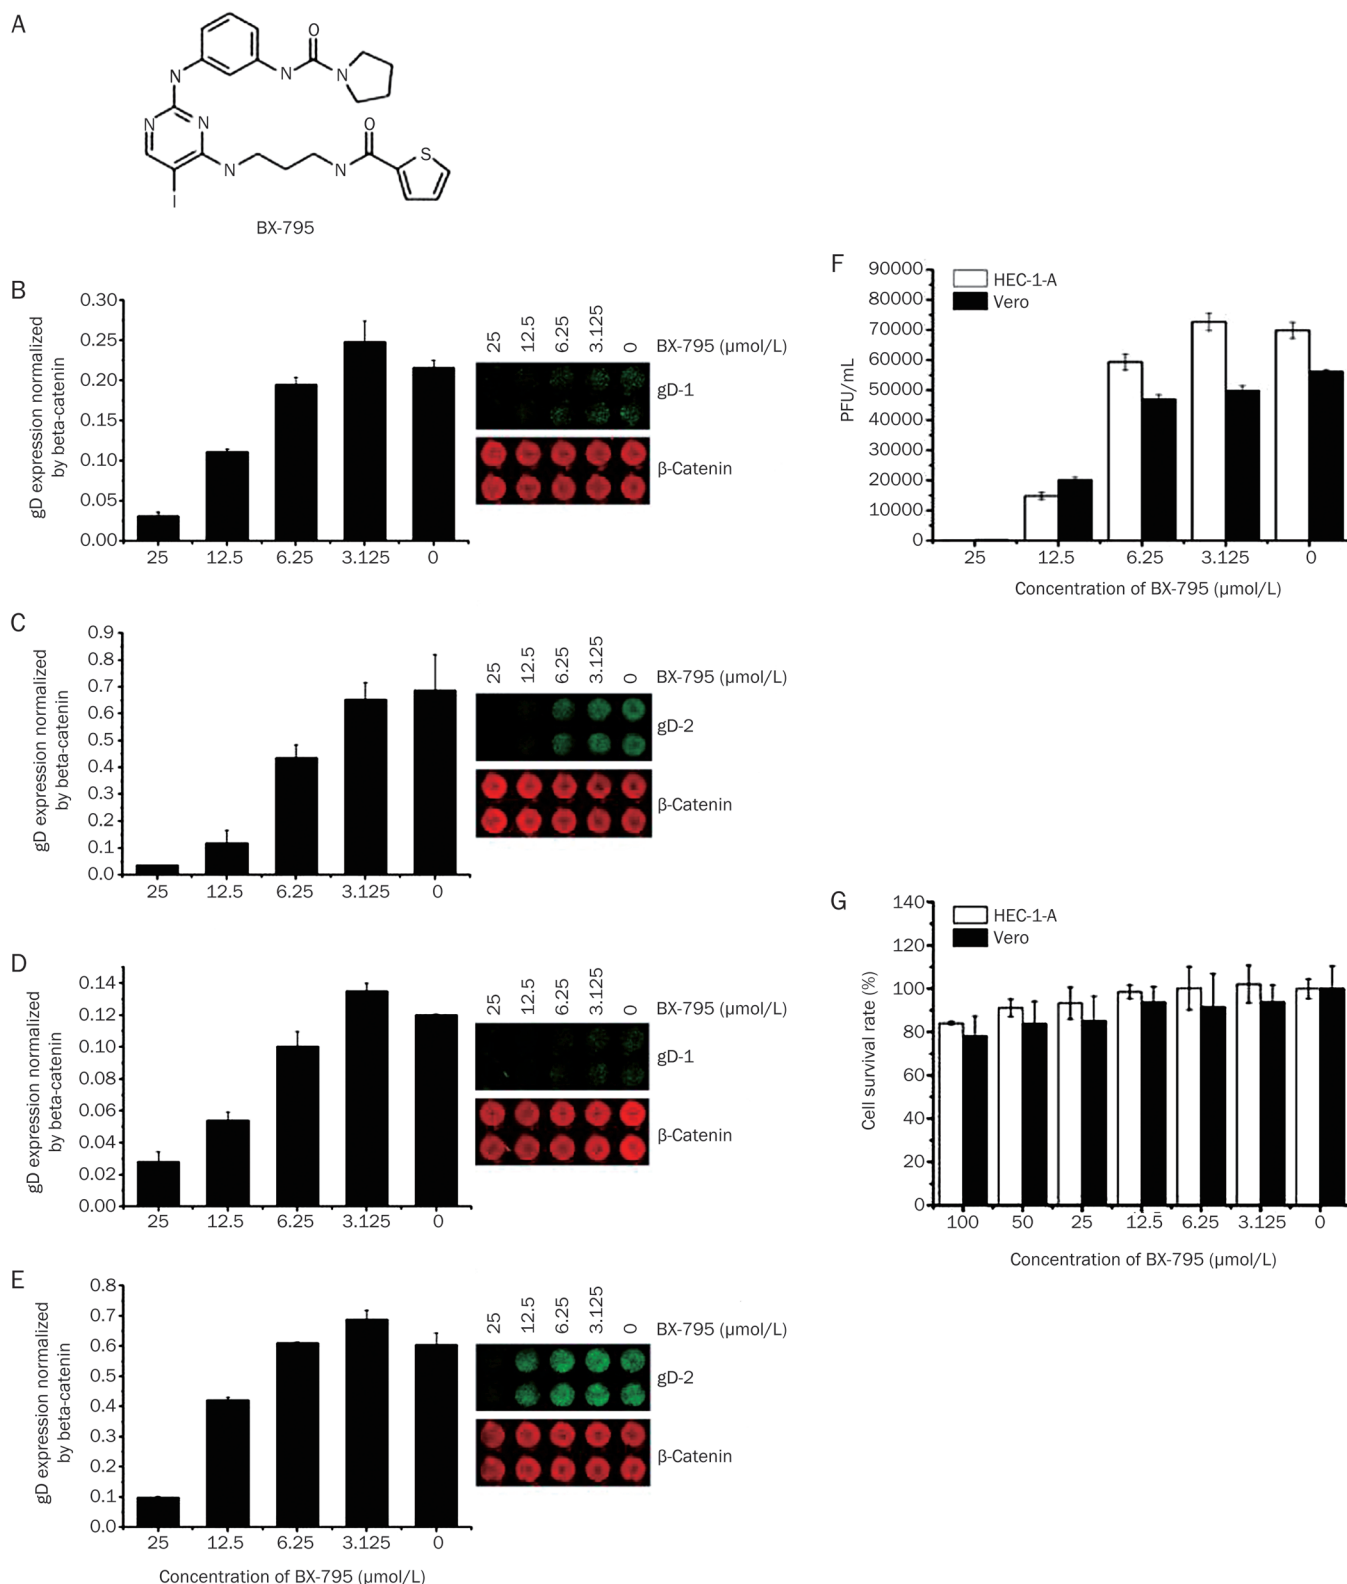 A
O
N
N
N
N
N
O
S
N
N
I
BX-795
B
gD expression normalized
by beta-catenin
0.30
0.25
0.20
0.15
0.10
0.05
0.00
25 12.5 6.25 3.125 0
25 12.5 6.25 3.125 0
BX-795 (μmol/L)
gD-1
β-Catenin
C
gD expression normalized
by beta-catenin
0.9
0.8
0.7
0.6
0.5
0.4
0.3
0.2
0.1
0.0
25 12.5 6.25 3.125 0
25 12.5 6.25 3.125 0
BX-795 (μmol/L)
gD-2
β-Catenin
D
gD expression normalized
by beta-catenin
0.14
0.12
0.10
0.08
0.06
0.04
0.02
0.00
25 12.5 6.25 3.125 0
25 12.5 6.25 3.125 0
BX-795 (μmol/L)
gD-1
β-Catenin
E
gD expression normalized
by beta-catenin
0.8
0.7
0.6
0.5
0.4
0.3
0.2
0.1
0.0
25 12.5 6.25 3.125 0
Concentration of BX-795 (μmol/L)
25 12.5 6.25 3.125 0
BX-795 (μmol/L)
gD-2
β-Catenin
F
PFU/mL
90000
80000
70000
60000
50000
40000
30000
20000
10000
0
HEC-1-A
Vero
25 12.5 6.25 3.125 0
Concentration of BX-795 (μmol/L)
G
Cell survival rate (%)
140
120
100
80
60
40
20
0
HEC-1-A
Vero
100 50 25 12.5 6.25 3.125 0
Concentration of BX-795 (μmol/L)